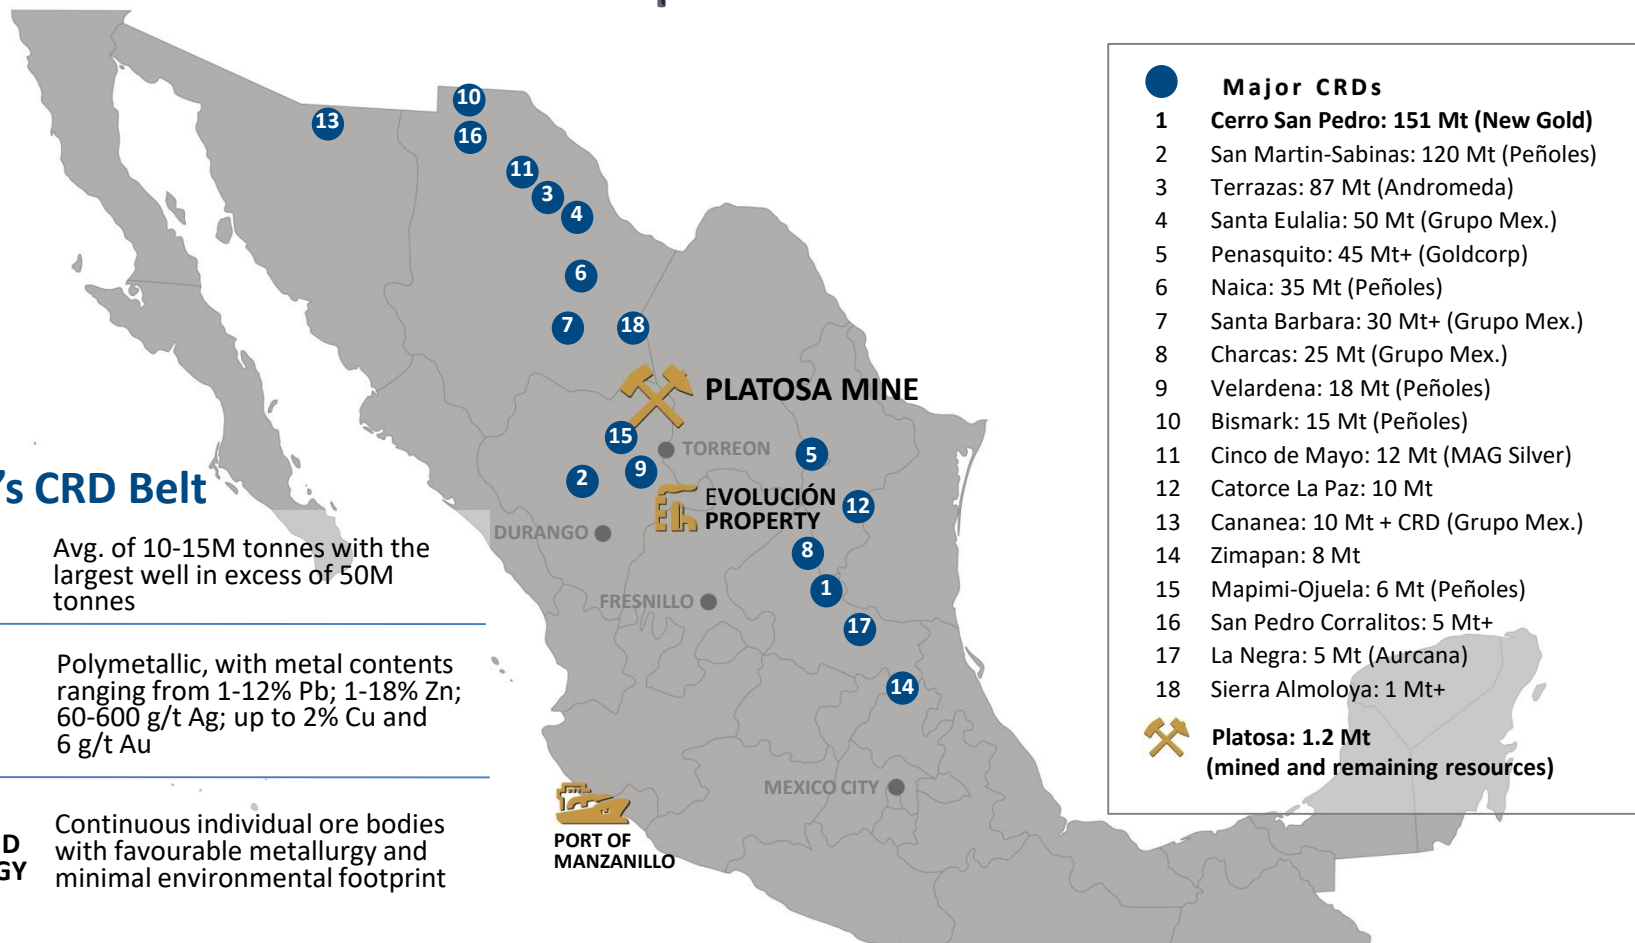 10
13
16
11
3
4
6
7
18
PLATOSA MINE
15
TORREON
5
9
2
EVOLUCIÓN
PROPERTY
12
DURANGO
8
1
FRESNILLO
17
14
MEXICO CITY
PORT OF
MANZANILLO
's CRD Belt
Avg. of 10-15M tonnes with the
largest well in excess of 50M
tonnes
Polymetallic, with metal contents
ranging from 1-12% Pb; 1-18% Zn;
60-600 g/t Ag; up to 2% Cu and
6 g/t Au
D
GY
Continuous individual ore bodies
with favourable metallurgy and
minimal environmental footprint
Major CRDs
1 Cerro San Pedro: 151 Mt (New Gold)
2 San Martin-Sabinas: 120 Mt (Peñoles)
3 Terrazas: 87 Mt (Andromeda)
4 Santa Eulalia: 50 Mt (Grupo Mex.)
5 Penasquito: 45 Mt+ (Goldcorp)
6 Naica: 35 Mt (Peñoles)
7 Santa Barbara: 30 Mt+ (Grupo Mex.)
8 Charcas: 25 Mt (Grupo Mex.)
9 Velardena: 18 Mt (Peñoles)
10 Bismark: 15 Mt (Peñoles)
11 Cinco de Mayo: 12 Mt (MAG Silver)
12 Catorce La Paz: 10 Mt
13 Cananea: 10 Mt + CRD (Grupo Mex.)
14 Zimapan: 8 Mt
15 Mapimi-Ojuela: 6 Mt (Peñoles)
16 San Pedro Corralitos: 5 Mt+
17 La Negra: 5 Mt (Aurcana)
18 Sierra Almoloya: 1 Mt+
Platosa: 1.2 Mt
(mined and remaining resources)